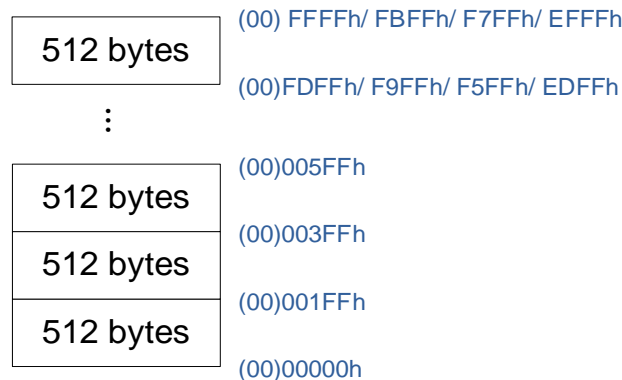 (00) FFFFh/ FBFFh/ F7FFh/ EFFFh
512 bytes
(00)FDFFh/ F9FFh/ F5FFh/ EDFFh
⋮
(00)005FFh
512 bytes
(00)003FFh
512 bytes
(00)001FFh
512 bytes
(00)00000h